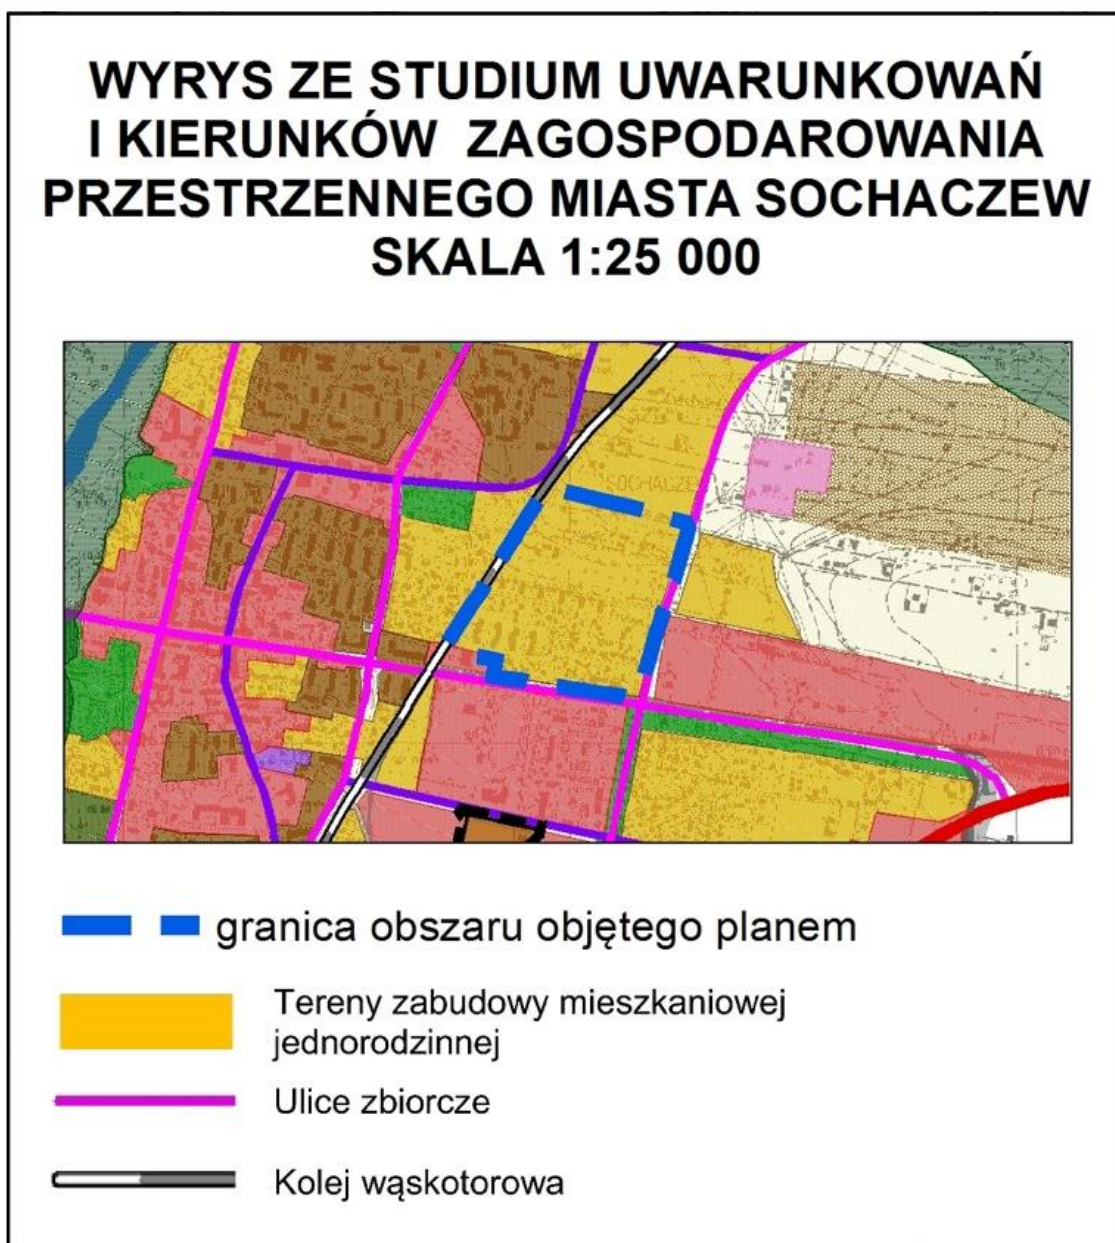 WYRYS ZE STUDIUM UWARUNKOWAŃ
I KIERUNKÓW ZAGOSPODAROWANIA
PRZESTRZENNEGO MIASTA SOCHACZEW
SKALA 1:25 000
SOCHACZEW
granica obszaru objętego planem
Tereny zabudowy mieszkaniowej
jednorodzinnej
Ulice zbiorcze
Kolej wąskotorowa